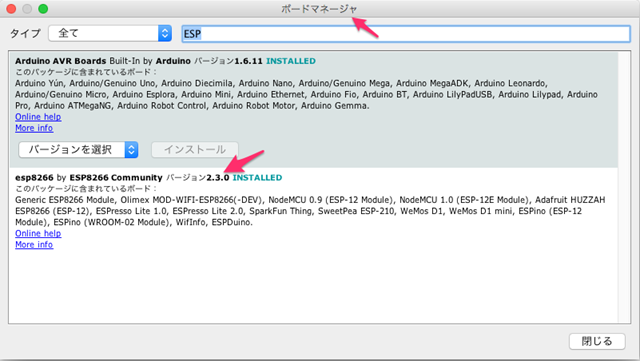 ボードマネージャ
タイプ 全て ESP
Arduino AVR Boards Built-In by Arduino バージョン1.6.11 INSTALLED
このパッケージに含まれているボード：
Arduino Yún, Arduino/Genuino Uno, Arduino Diecimila, Arduino Nano, Arduino/Genuino Mega, Arduino MegaADK, Arduino Leonardo,
Arduino/Genuino Micro, Arduino Esplora, Arduino Mini, Arduino Ethernet, Arduino Fio, Arduino BT, Arduino LilyPadUSB, Arduino Lilypad, Arduino
Pro, Arduino ATMegaNG, Arduino Robot Control, Arduino Robot Motor, Arduino Gemma.
Online help
More info
バージョンを選択 インストール
esp8266 by ESP8266 Community バージョン2.3.0 INSTALLED
このパッケージに含まれているボード：
Generic ESP8266 Module, Olimex MOD-WIFI-ESP8266(-DEV), NodeMCU 0.9 (ESP-12 Module), NodeMCU 1.0 (ESP-12E Module), Adafruit HUZZAH
ESP8266 (ESP-12), ESPresso Lite 1.0, ESPresso Lite 2.0, SparkFun Thing, SweetPea ESP-210, WeMos D1, WeMos D1 mini, ESPino (ESP-12
Module), ESPino (WROOM-02 Module), WifInfo, ESPDuino.
Online help
More info
閉じる